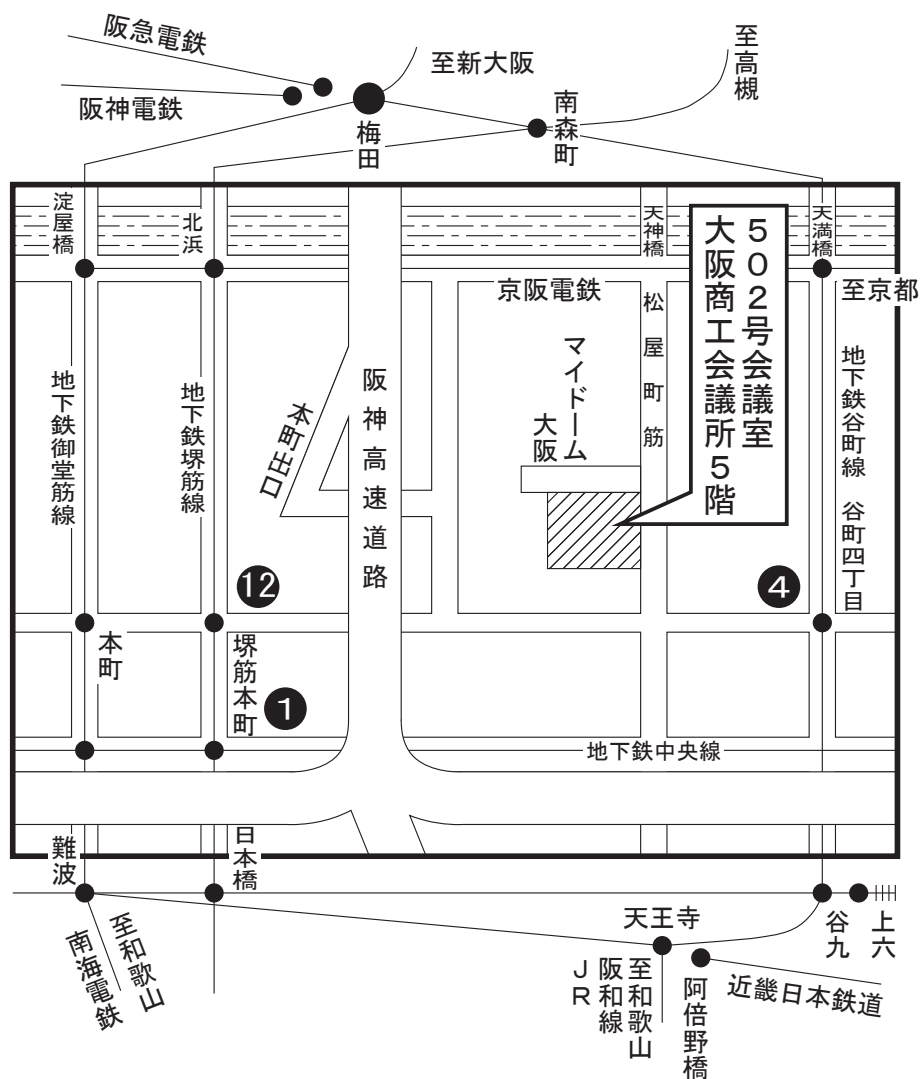 阪急電鉄
阪神電鉄
至新大阪
梅田
南森町
至高槻
淀屋橋
北浜
天神橋
天満橋
京阪電鉄
至京都
502号会議室
大阪商工会議所5階
松屋町筋
マイドーム
大阪
阪神高速道路
本町出口
地下鉄御堂筋線
地下鉄堺筋線
地下鉄谷町線 谷町四丁目
12
4
本町
堺筋本町
1
地下鉄中央線
難波
日本橋
谷九
上六
天王寺
至和歌山
南海電鉄
至和歌山
阪和線
JR
阿倍野橋
近畿日本鉄道